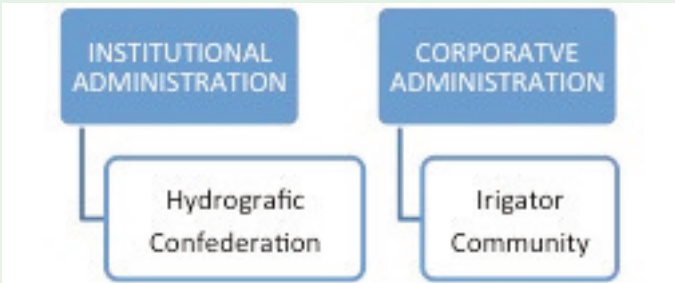 INSTITUTIONAL
ADMINISTRATION
Hydrografic
Confederation
CORPORATVE
ADMINISTRATION
Irigator
Community